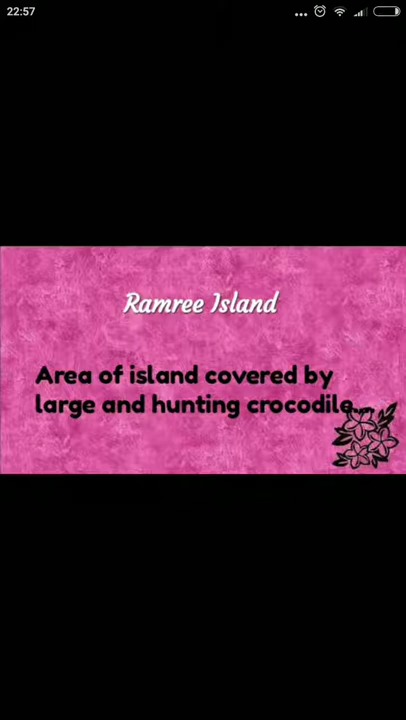 22:57
Ramree Island
Area of island covered by
large and hunting crocodile